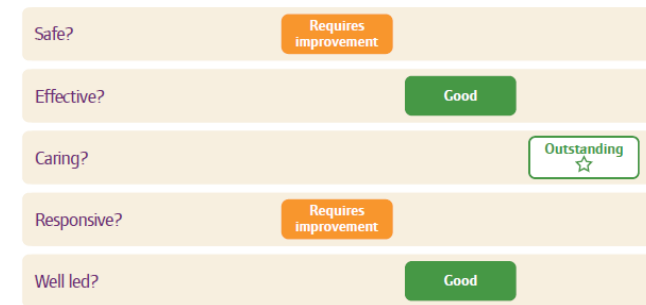 Safe?
Requires
improvement
Effective?
Good
Caring?
Outstanding
Responsive?
Requires
improvement
Well led?
Good